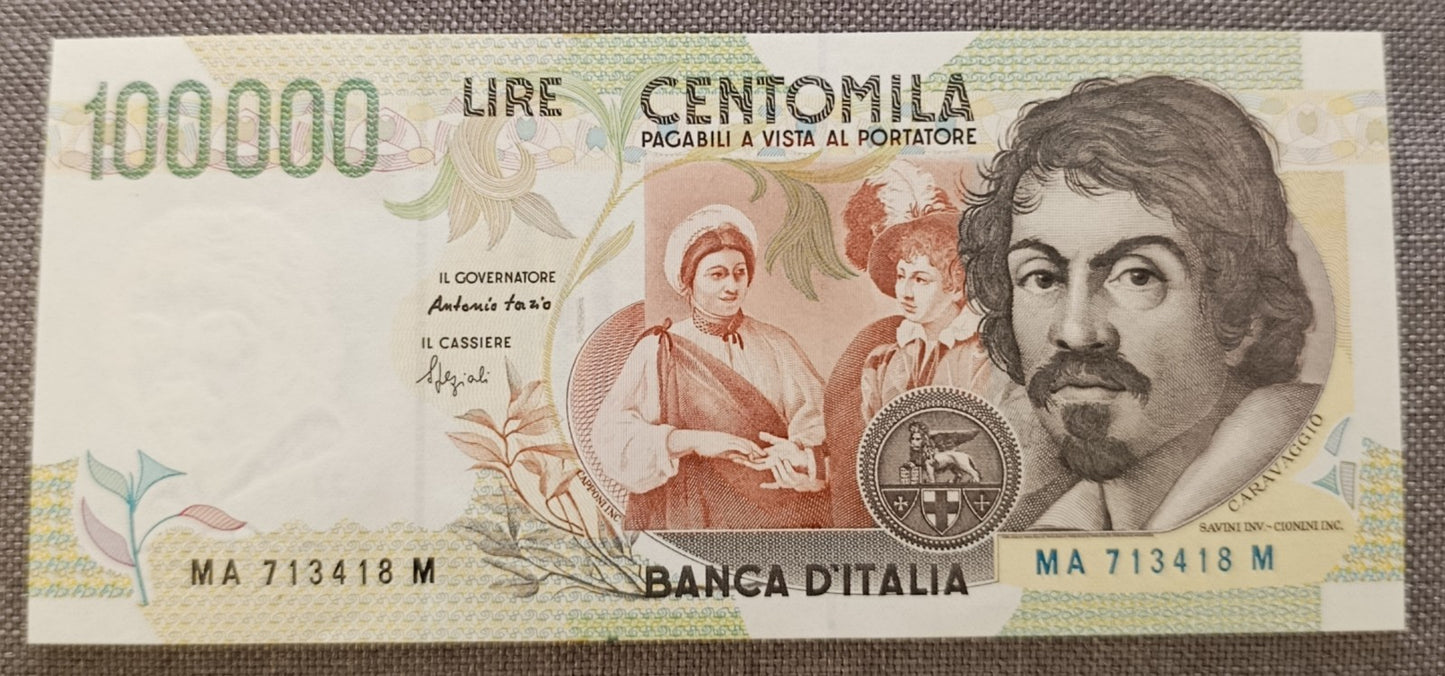 100000
LIRE CENTOMILA
PAGABILI A VISTA AL PORTATORE
IL GOVERNATORE
Antonio Fazio
IL CASSIERE
Speziali
CAPPONI INC.
CARAVAGGIO
SAVINI INV.-CIONINI INC.
MA 713418 M
MA 713418 M
BANCA D'ITALIA